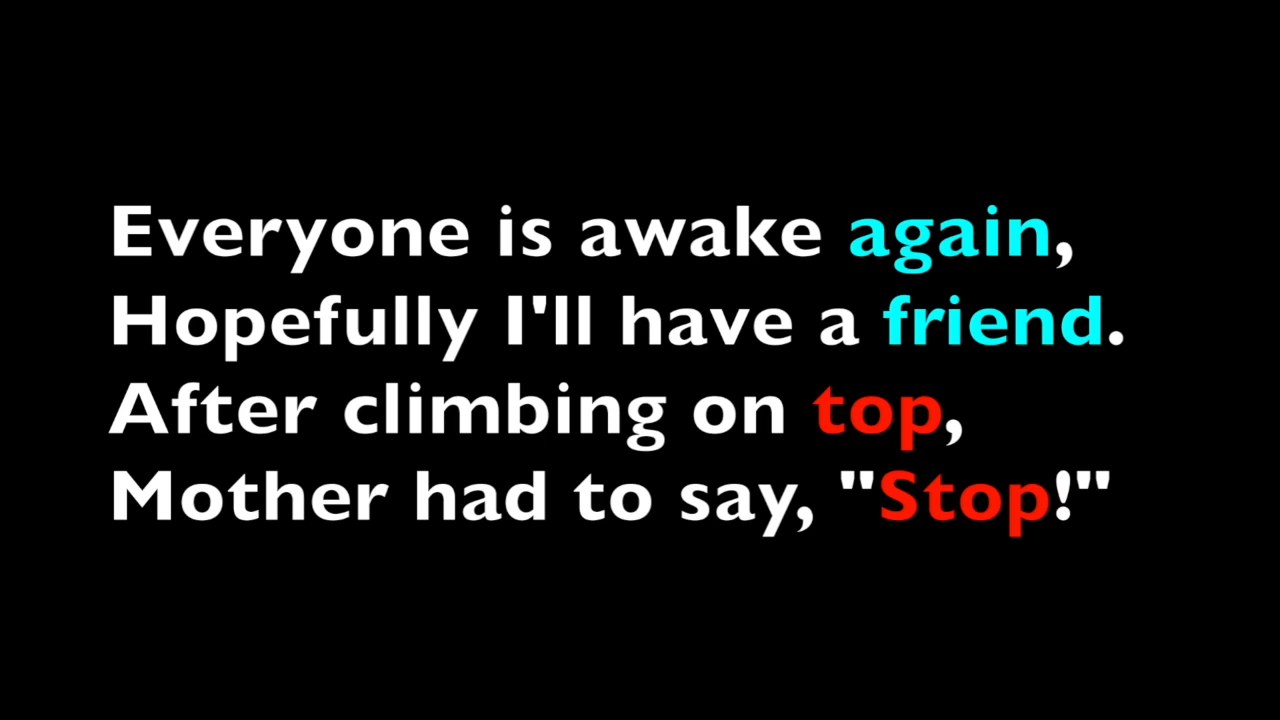 Everyone is awake again,
Hopefully I'll have a friend.
After climbing on top,
Mother had to say, "Stop!"